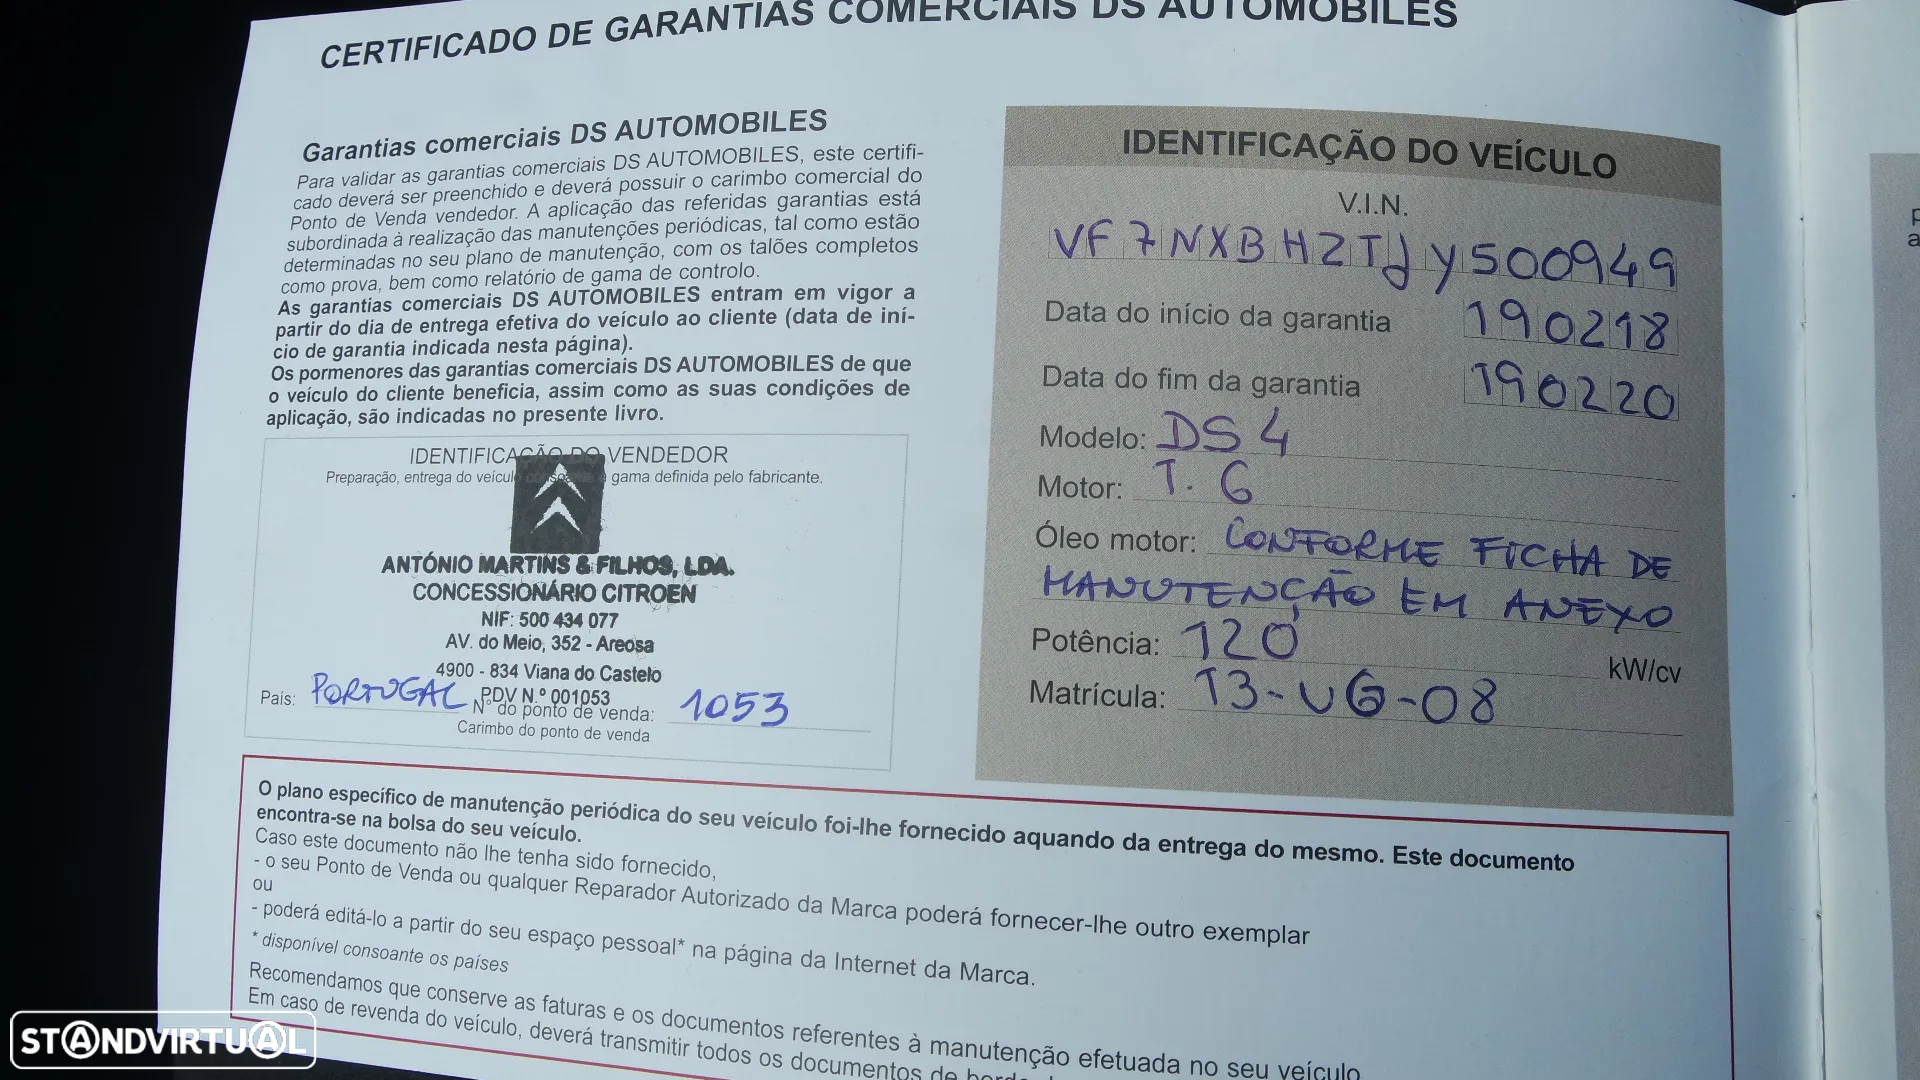 CERTIFICADO DE GARANTIAS COMERCIAIS DS AUTOMOBILES
Garantias comerciais DS AUTOMOBILES
Para validar as garantias comerciais DS AUTOMOBILES, este certifi-
cado deverá ser preenchido e deverá possuir o carimbo comercial do
Ponto de Venda vendedor. A aplicação das referidas garantias está
subordinada à realização das manutenções periódicas, tal como estão
determinadas no seu plano de manutenção, com os talões completos
como prova, bem como relatório de gama de controlo.
As garantias comerciais DS AUTOMOBILES entram em vigor a
partir do dia de entrega efetiva do veículo ao cliente (data de iní-
cio de garantia indicada nesta página).
Os pormenores das garantias comerciais DS AUTOMOBILES de que
o veículo do cliente beneficia, assim como as suas condições de
aplicação, são indicadas no presente livro.
IDENTIFICAÇÃO DO VENDEDOR
Preparação, entrega do veículo gama definida pelo fabricante.
ANTÓNIO MARTINS & FILHOS, LDA.
CONCESSIONÁRIO CITROEN
NIF: 500 434 077
AV. do Meio, 352 - Areosa
4900 - 834 Viana do Castelo
PDV N.º 001053
País: PORTUGAL N° do ponto de venda: 1053
Carimbo do ponto de venda
IDENTIFICAÇÃO DO VEÍCULO
V.I.N.
VF7NXBHZTJY500949
Data do início da garantia 190218
Data do fim da garantia 190220
Modelo: DS 4
Motor: T. G
Óleo motor: CONFORME FICHA DE
MANUTENÇÃO EM ANEXO
Potência: 120 kW/cv
Matrícula: 13-UG-08
O plano específico de manutenção periódica do seu veículo foi-lhe fornecido aquando da entrega do mesmo. Este documento
encontra-se na bolsa do seu veículo.
Caso este documento não lhe tenha sido fornecido,
- o seu Ponto de Venda ou qualquer Reparador Autorizado da Marca poderá fornecer-lhe outro exemplar
ou
- poderá editá-lo a partir do seu espaço pessoal* na página da Internet da Marca.
* disponível consoante os países
Recomendamos que conserve as faturas e os documentos referentes à manutenção efetuada no seu veículo
Em caso de revenda do veículo, deverá transmitir todos os documentos de
STANDVIRTUAL